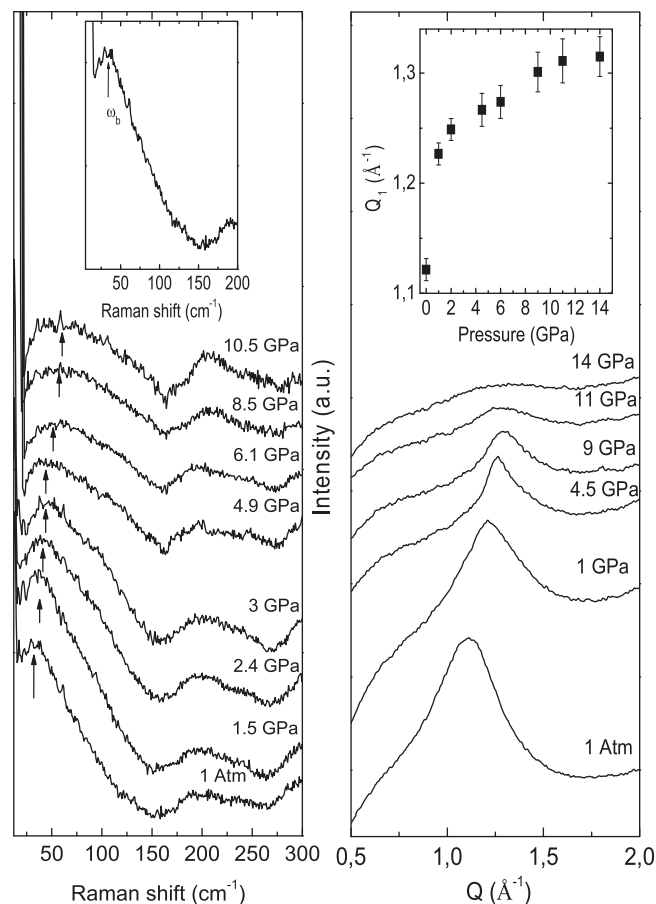 ω_b
50 100 150 200
Raman shift (cm⁻¹)
10.5 GPa
8.5 GPa
6.1 GPa
4.9 GPa
3 GPa
2.4 GPa
1.5 GPa
1 Atm
50 100 150 200 250 300
Raman shift (cm⁻¹)
Intensity (a.u.)
1,3
1,2
1,1
Q₁ (Å⁻¹)
0 2 4 6 8 10 12 14
Pressure (GPa)
14 GPa
11 GPa
9 GPa
4.5 GPa
1 GPa
1 Atm
0,5 1,0 1,5 2,0
Q (Å⁻¹)